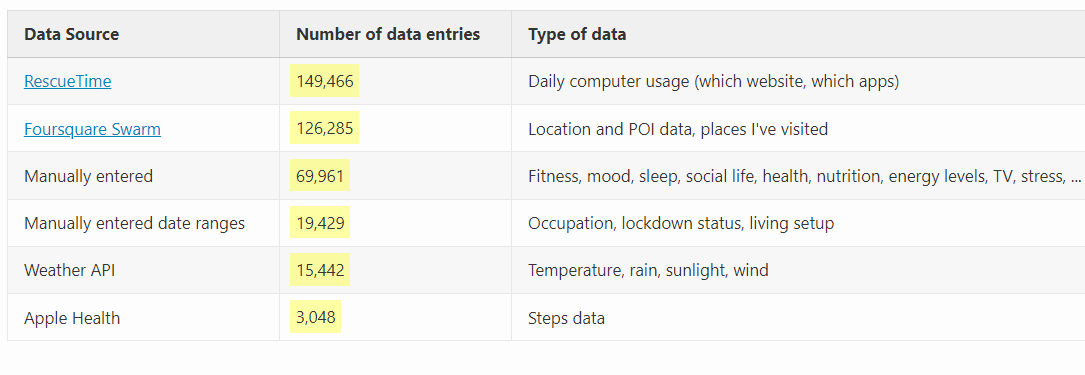 Data Source Number of data entries Type of data
RescueTime 149,466 Daily computer usage (which website, which apps)
Foursquare Swarm 126,285 Location and POI data, places I've visited
Manually entered 69,961 Fitness, mood, sleep, social life, health, nutrition, energy levels, TV, stress, ...
Manually entered date ranges 19,429 Occupation, lockdown status, living setup
Weather API 15,442 Temperature, rain, sunlight, wind
Apple Health 3,048 Steps data